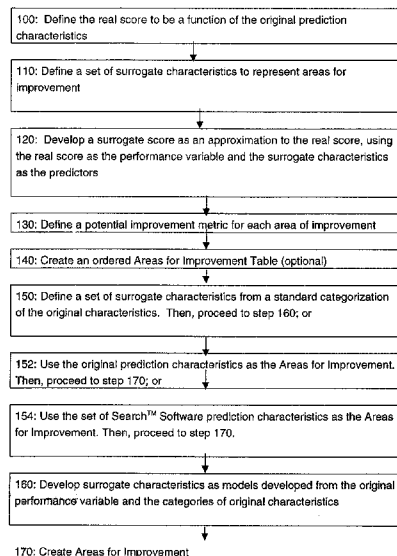 100: Define the real score to be a function of the original prediction
characteristics
110: Define a set of surrogate characteristics to represent areas for
improvement
120: Develop a surrogate score as an approximation to the real score, using
the real score as the performance variable and the surrogate characteristics
as the predictors
130: Define a potential improvement metric for each area of improvement
140: Create an ordered Areas for Improvement Table (optional)
150: Define a set of surrogate characteristics from a standard categorization
of the original characteristics. Then, proceed to step 160; or
152: Use the original prediction characteristics as the Areas for Improvement.
Then, proceed to step 170; or
154: Use the set of Search™ Software prediction characteristics as the Areas
for Improvement. Then, proceed to step 170.
160: Develop surrogate characteristics as models developed from the original
performance variable and the categories of original characteristics
170: Create Areas for Improvement